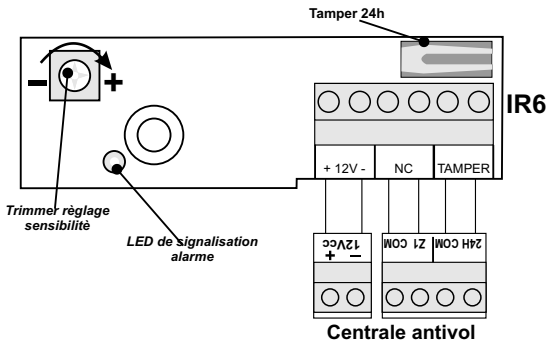 Tamper 24h
− +
IR6
+ 12V - NC TAMPER
Trimmer règlage
sensibilitè
LED de signalisation
alarme
+ − COM Z1 COM 24H
12Vcc
Centrale antivol